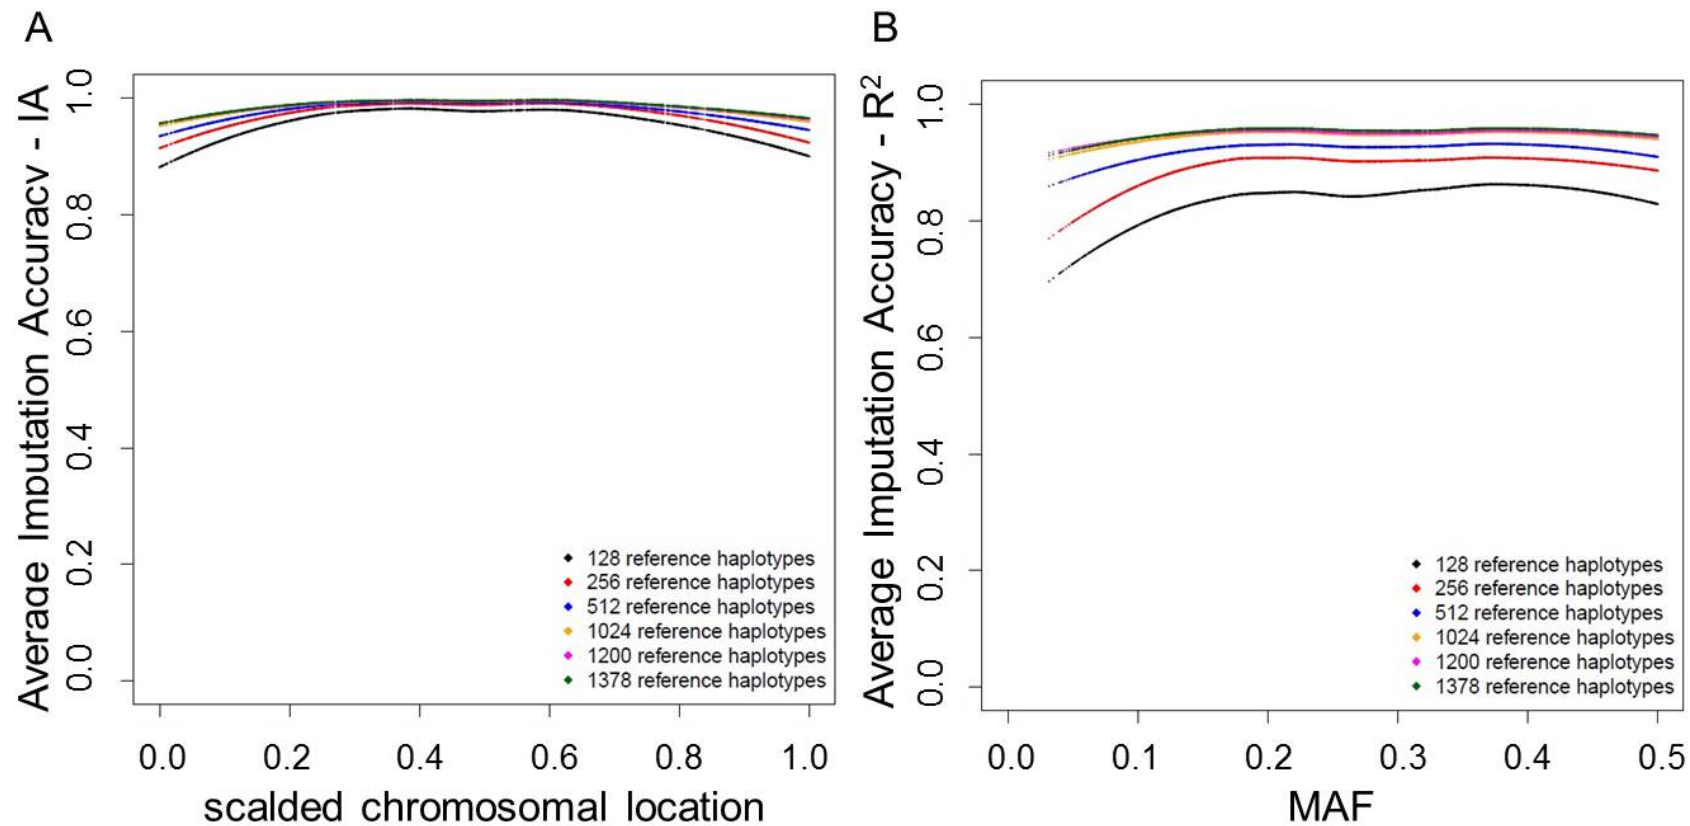 A
Average Imbutation Accuracv - IA
0.0 0.2 0.4 0.6 0.8 1.0
128 reference haplotypes
256 reference haplotypes
512 reference haplotypes
1024 reference haplotypes
1200 reference haplotypes
1378 reference haplotypes
0.0 0.2 0.4 0.6 0.8 1.0
scalded chromosomal location
B
Average Imputation Accuracy - R²
0.0 0.2 0.4 0.6 0.8 1.0
128 reference haplotypes
256 reference haplotypes
512 reference haplotypes
1024 reference haplotypes
1200 reference haplotypes
1378 reference haplotypes
0.0 0.1 0.2 0.3 0.4 0.5
MAF